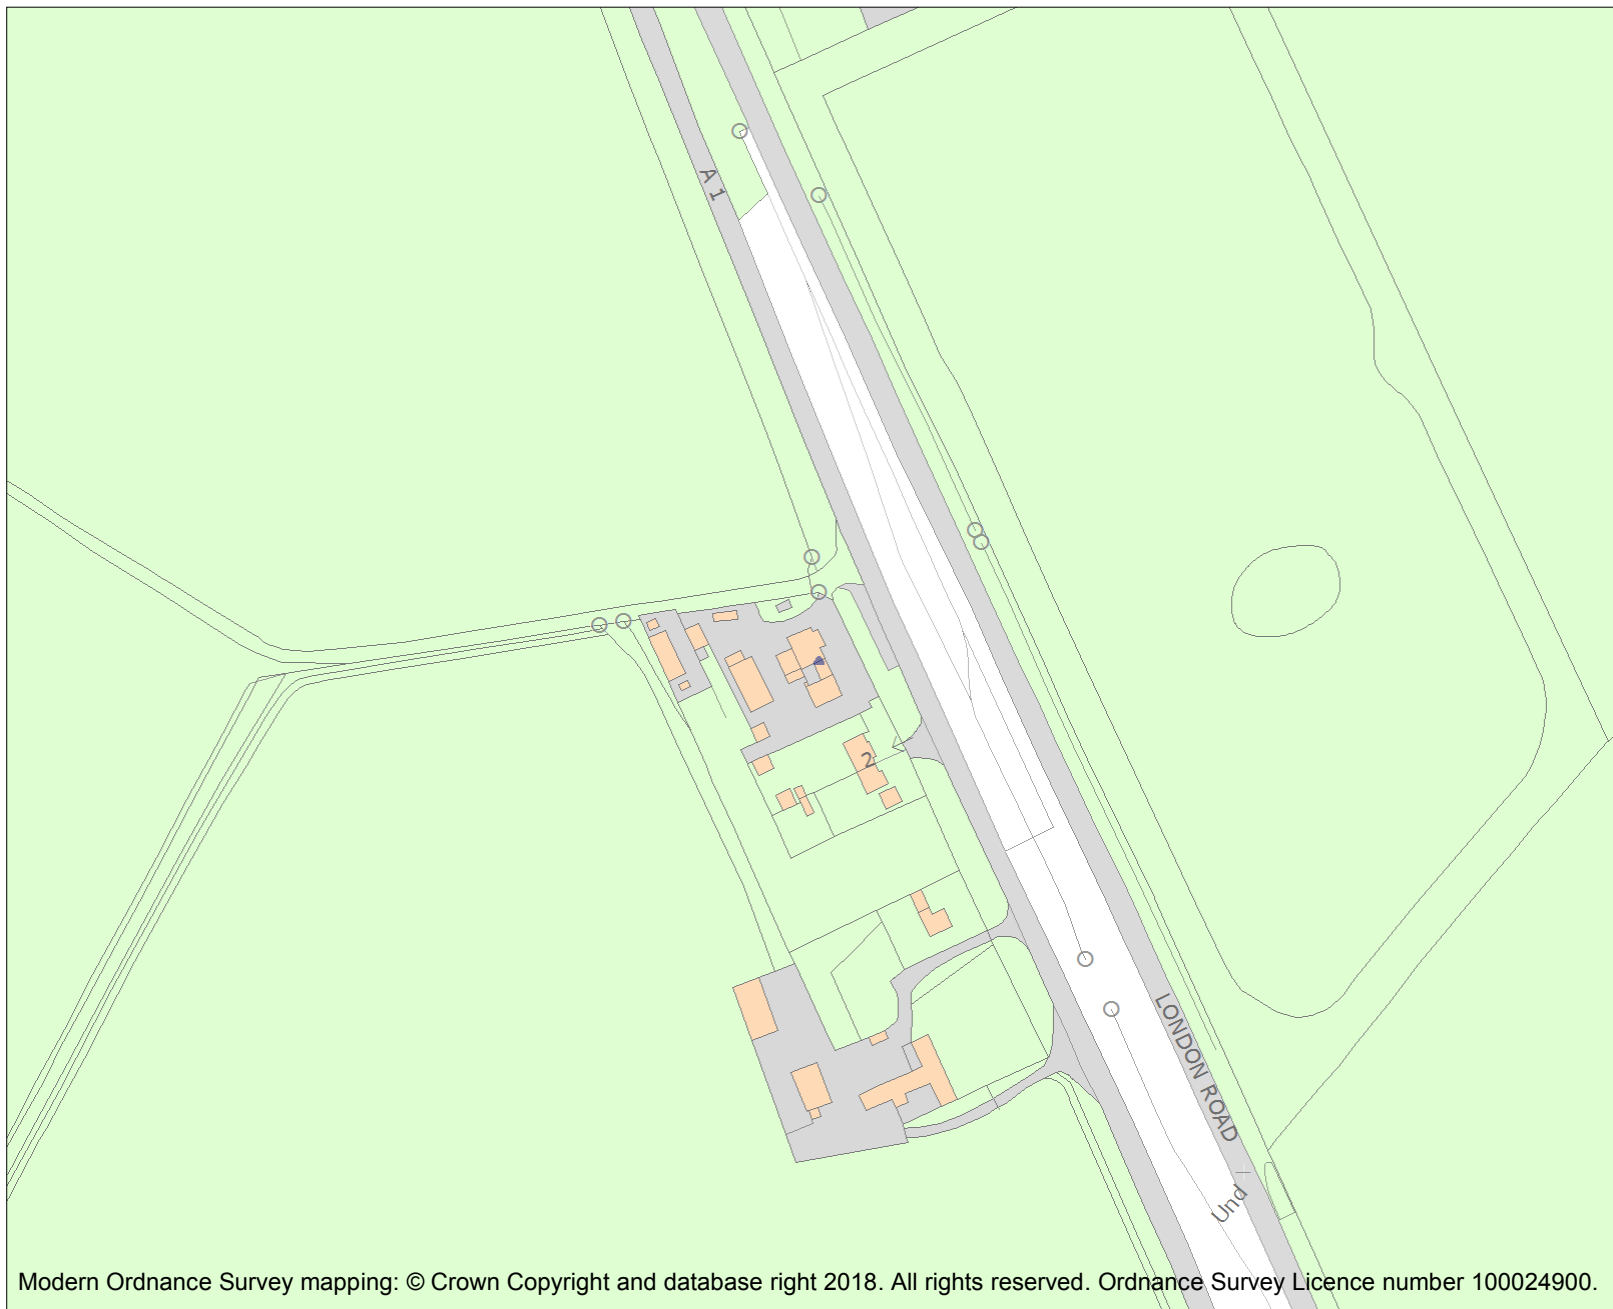 A 1
2
LONDON ROAD
Und
Modern Ordnance Survey mapping: © Crown Copyright and database right 2018. All rights reserved. Ordnance Survey Licence number 100024900.